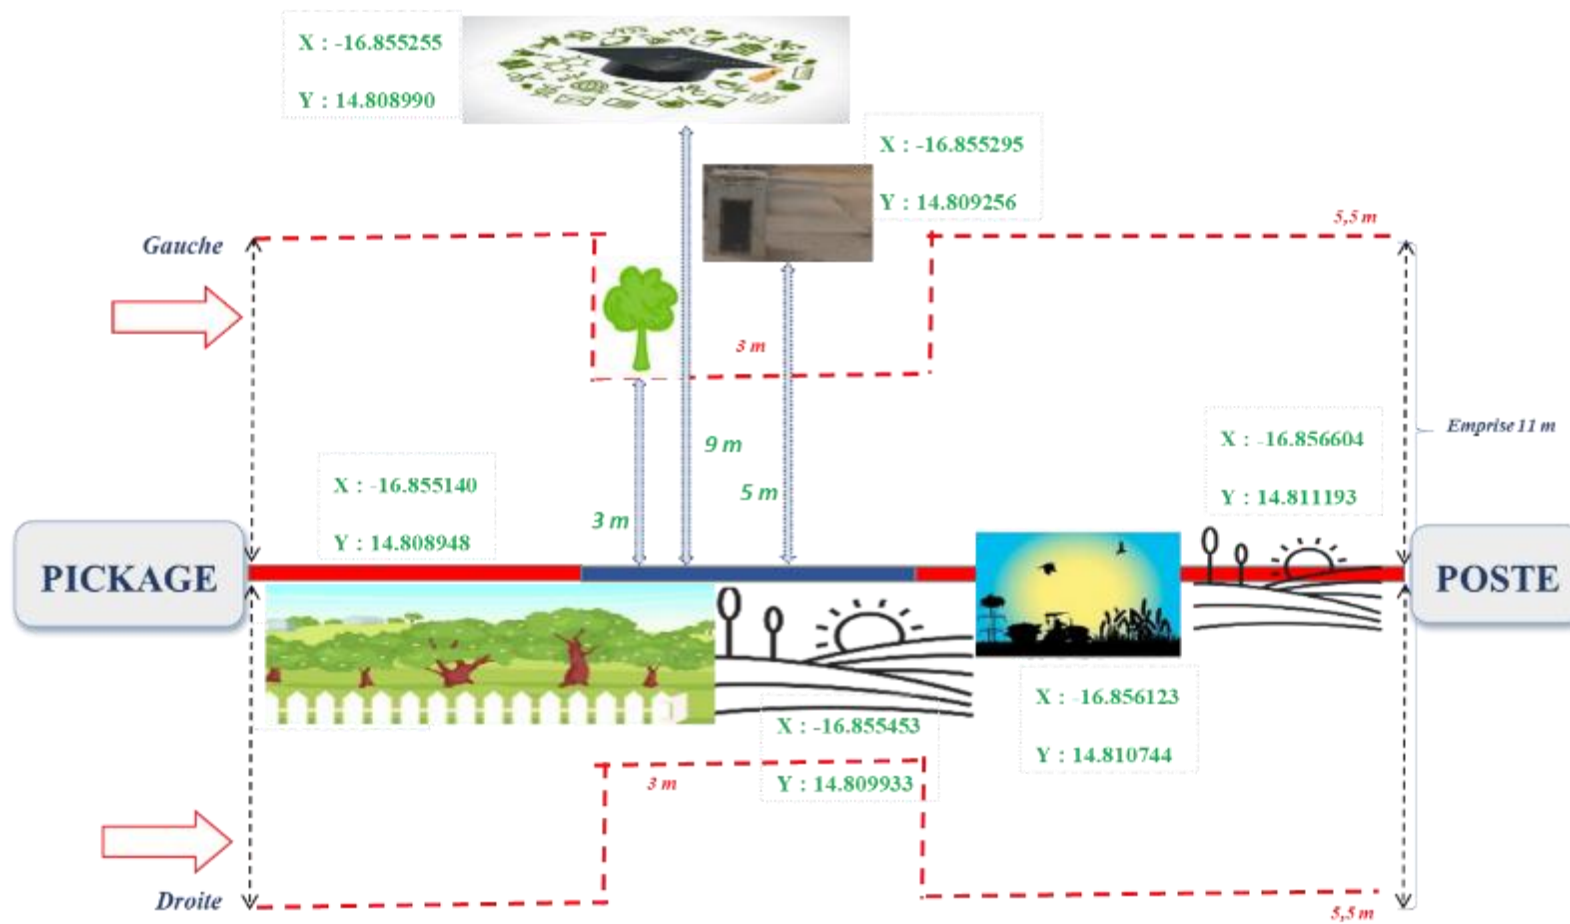 X : -16.855255
Y : 14.808990
X : -16.855295
Y : 14.809256
5,5 m
Gauche
3 m
X : -16.856604
Y : 14.811193
Emprise 11 m
9 m
X : -16.855140
Y : 14.808948
5 m
3 m
PICKAGE
POSTE
X : -16.856123
Y : 14.810744
X : -16.855453
Y : 14.809933
3 m
Droite
5,5 m